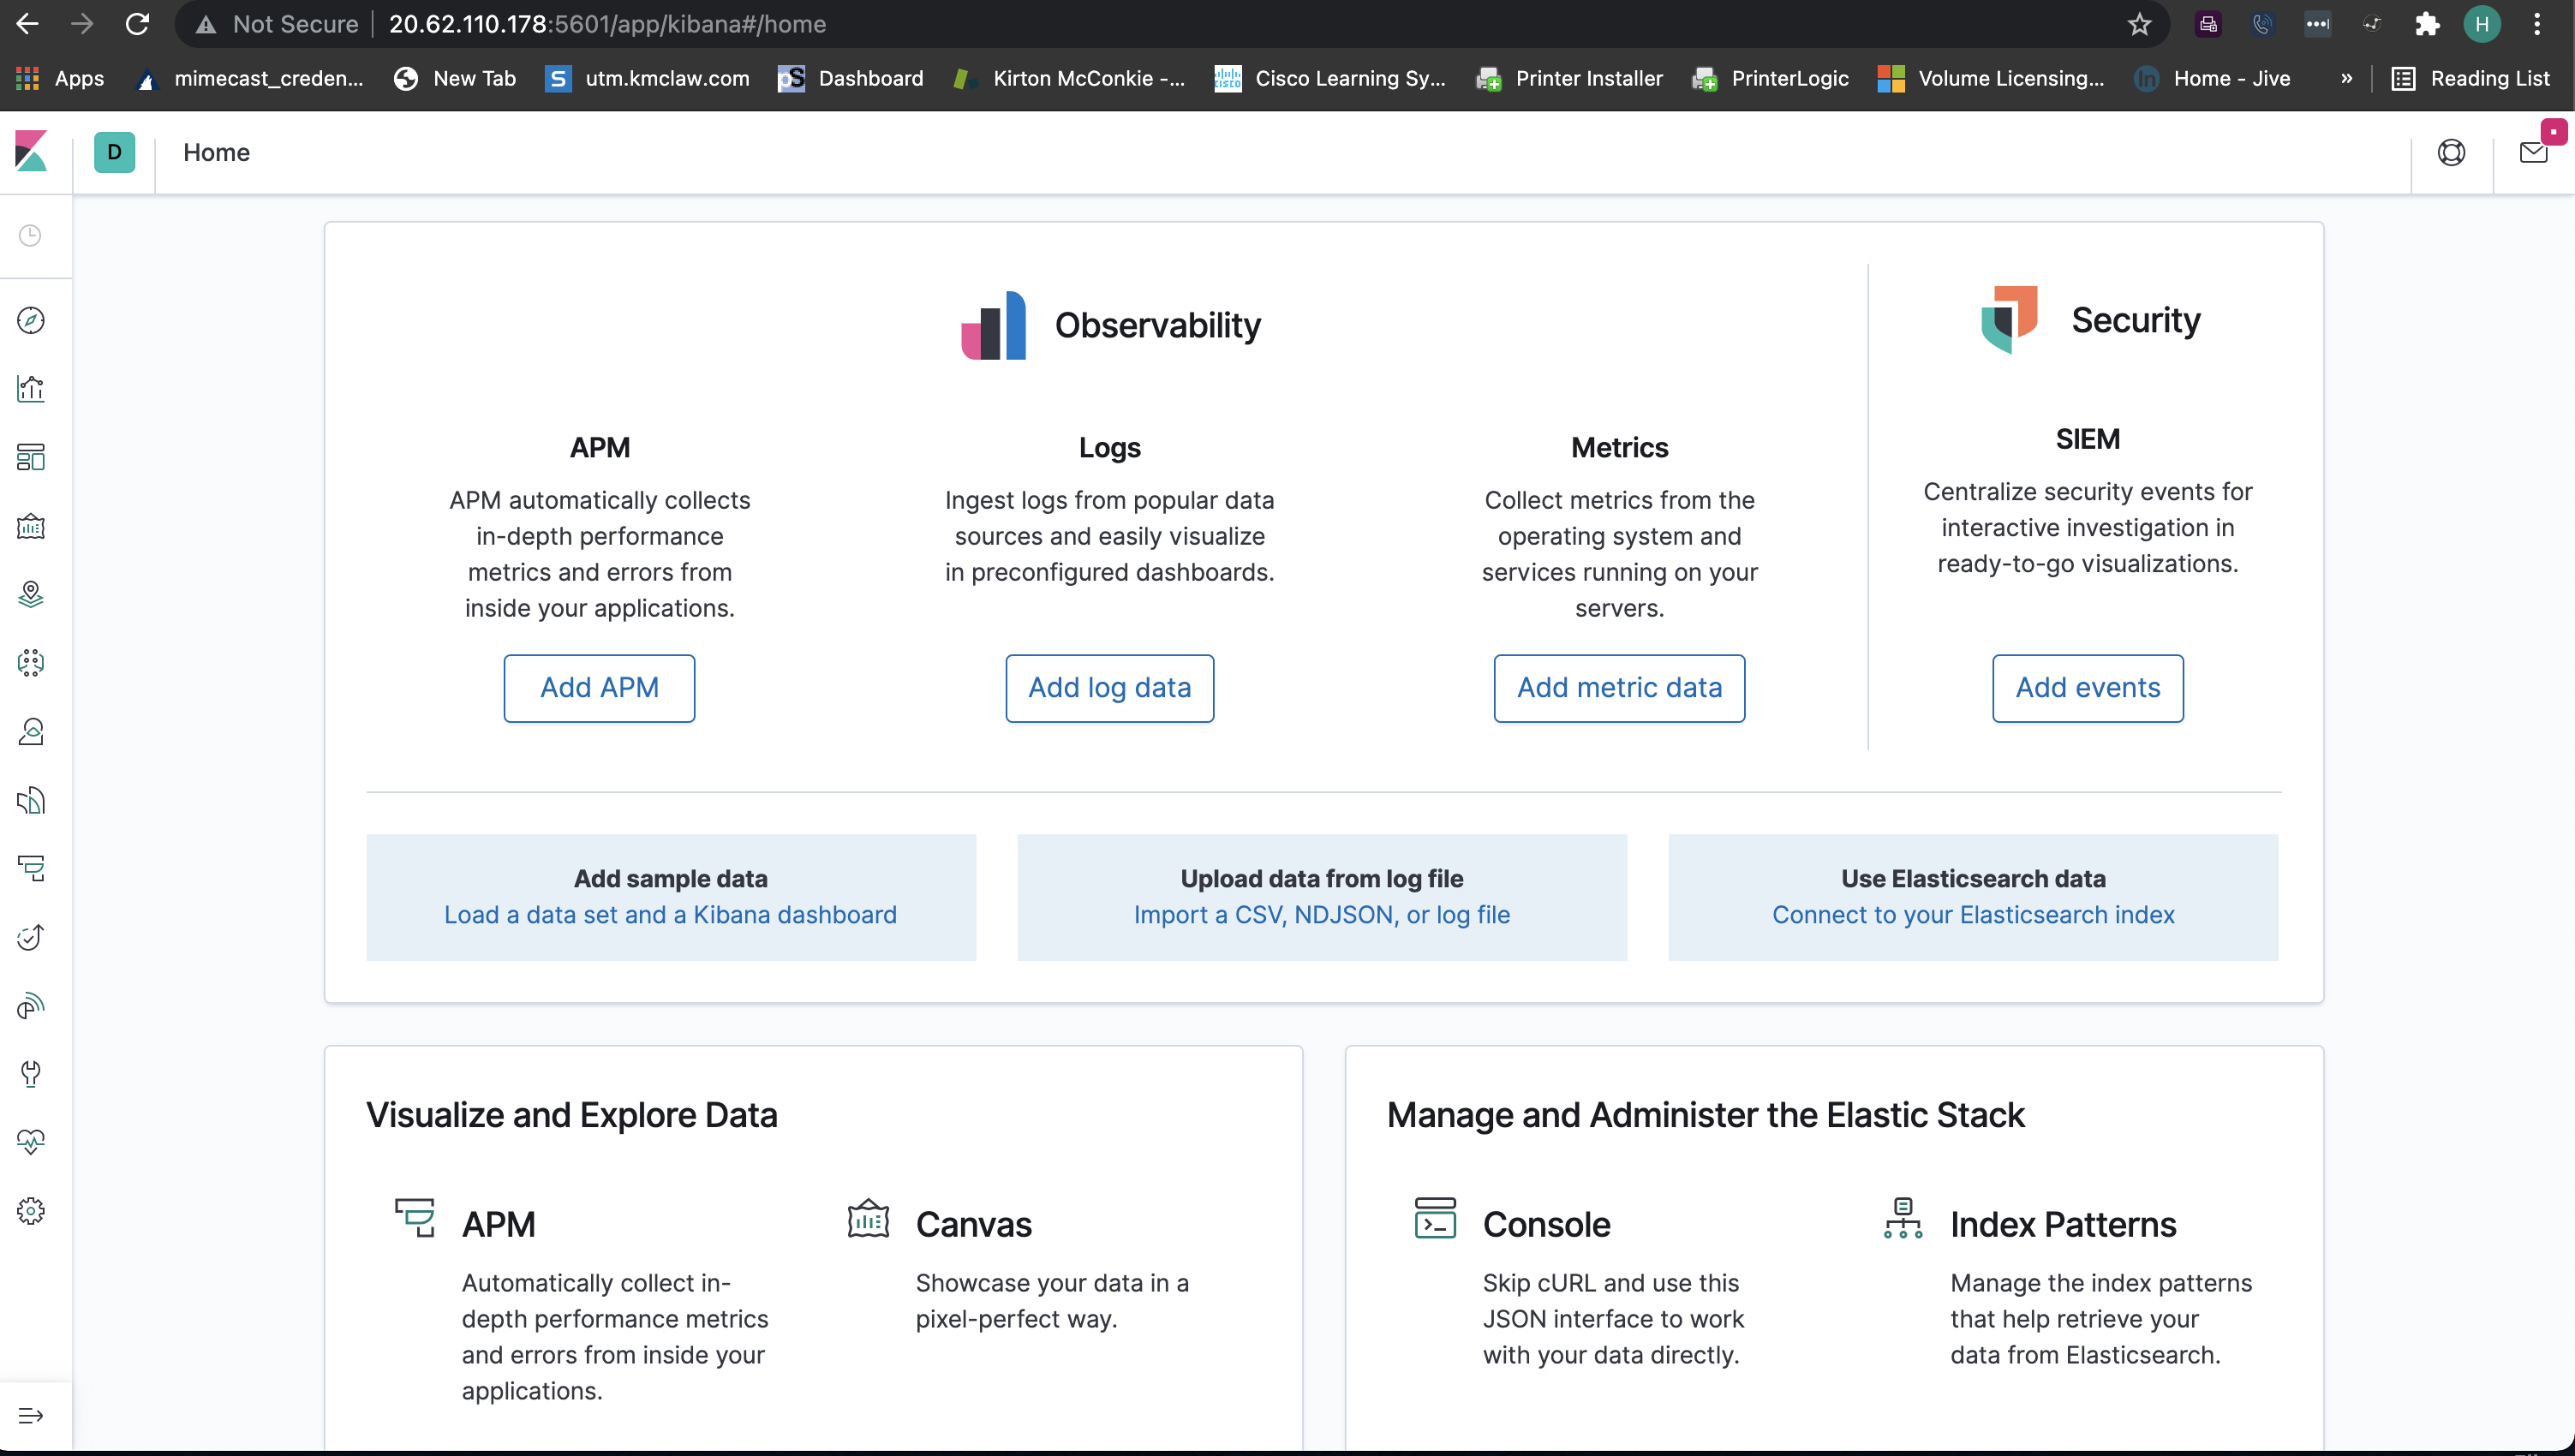 Not Secure 20.62.110.178:5601/app/kibana#/home H
Apps mimecast_creden... New Tab S utm.kmclaw.com Dashboard Kirton McConkie -... Cisco Learning Sy... Printer Installer PrinterLogic Volume Licensing... Home - Jive » Reading List
D Home
Observability
Security
APM
APM automatically collects
in-depth performance
metrics and errors from
inside your applications.
Add APM
Logs
Ingest logs from popular data
sources and easily visualize
in preconfigured dashboards.
Add log data
Metrics
Collect metrics from the
operating system and
services running on your
servers.
Add metric data
SIEM
Centralize security events for
interactive investigation in
ready-to-go visualizations.
Add events
Add sample data
Load a data set and a Kibana dashboard
Upload data from log file
Import a CSV, NDJSON, or log file
Use Elasticsearch data
Connect to your Elasticsearch index
Visualize and Explore Data
APM
Automatically collect in-
depth performance metrics
and errors from inside your
applications.
Canvas
Showcase your data in a
pixel-perfect way.
Manage and Administer the Elastic Stack
Console
Skip cURL and use this
JSON interface to work
with your data directly.
Index Patterns
Manage the index patterns
that help retrieve your
data from Elasticsearch.